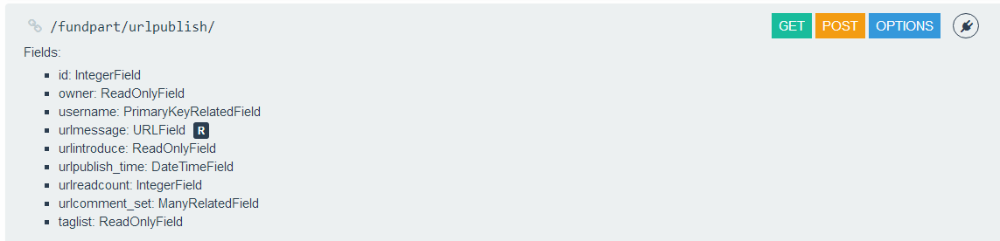 /fundpart/urlpublish/ GET POST OPTIONS
Fields:
id: IntegerField
owner: ReadOnlyField
username: PrimaryKeyRelatedField
urlmessage: URLField R
urlintroduce: ReadOnlyField
urlpublish_time: DateTimeField
urlreadcount: IntegerField
urlcomment_set: ManyRelatedField
taglist: ReadOnlyField